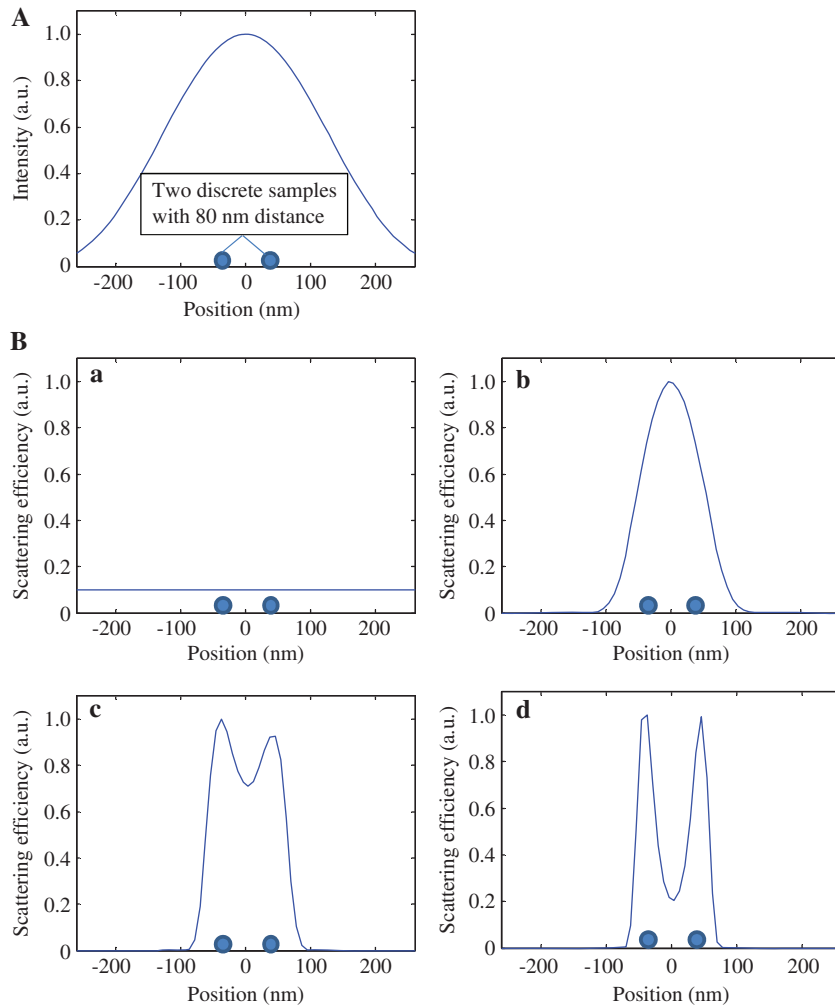 A
Intensity (a.u.)
1.0
0.8
0.6
0.4
0.2
0
Two discrete samples
with 80 nm distance
-200 -100 0 100 200
Position (nm)
B
a
Scattering efficiency (a.u.)
1.0
0.8
0.6
0.4
0.2
0
-200 -100 0 100 200
Position (nm)
b
Scattering efficiency (a.u.)
1.0
0.8
0.6
0.4
0.2
0
-200 -100 0 100 200
Position (nm)
c
Scattering efficiency (a.u.)
1.0
0.8
0.6
0.4
0.2
0
-200 -100 0 100 200
Position (nm)
d
Scattering efficiency (a.u.)
1.0
0.8
0.6
0.4
0.2
0
-200 -100 0 100 200
Position (nm)